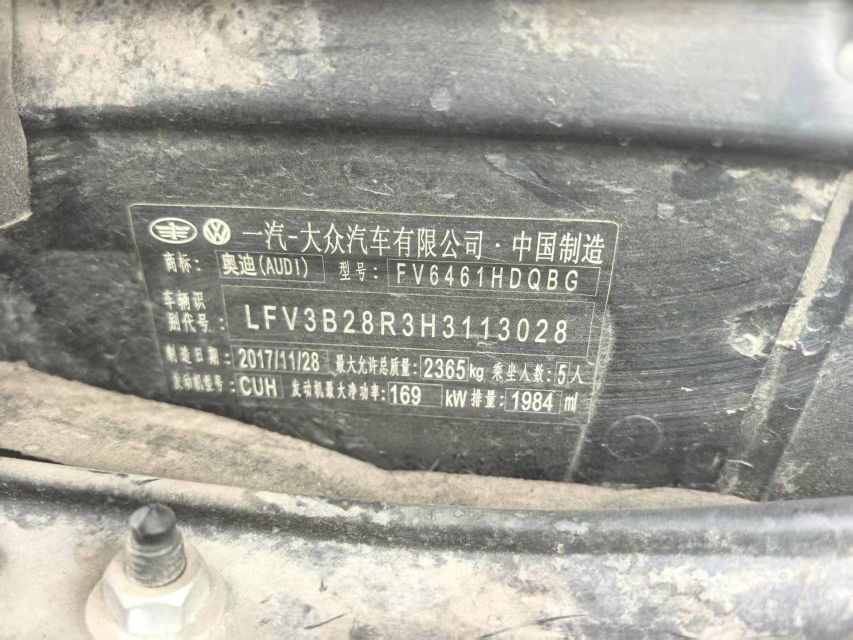 一汽-大众汽车有限公司·中国制造
商标: 奥迪(AUDI) 型号: FV6461HDQBG
车辆识
别代号: LFV3B28R3H3113028
制造日期: 2017/11/28 最大允许总质量: 2365kg 乘坐人数: 5人
发动机型号: CUH 发动机最大净功率: 169 kW 排量: 1984 ml